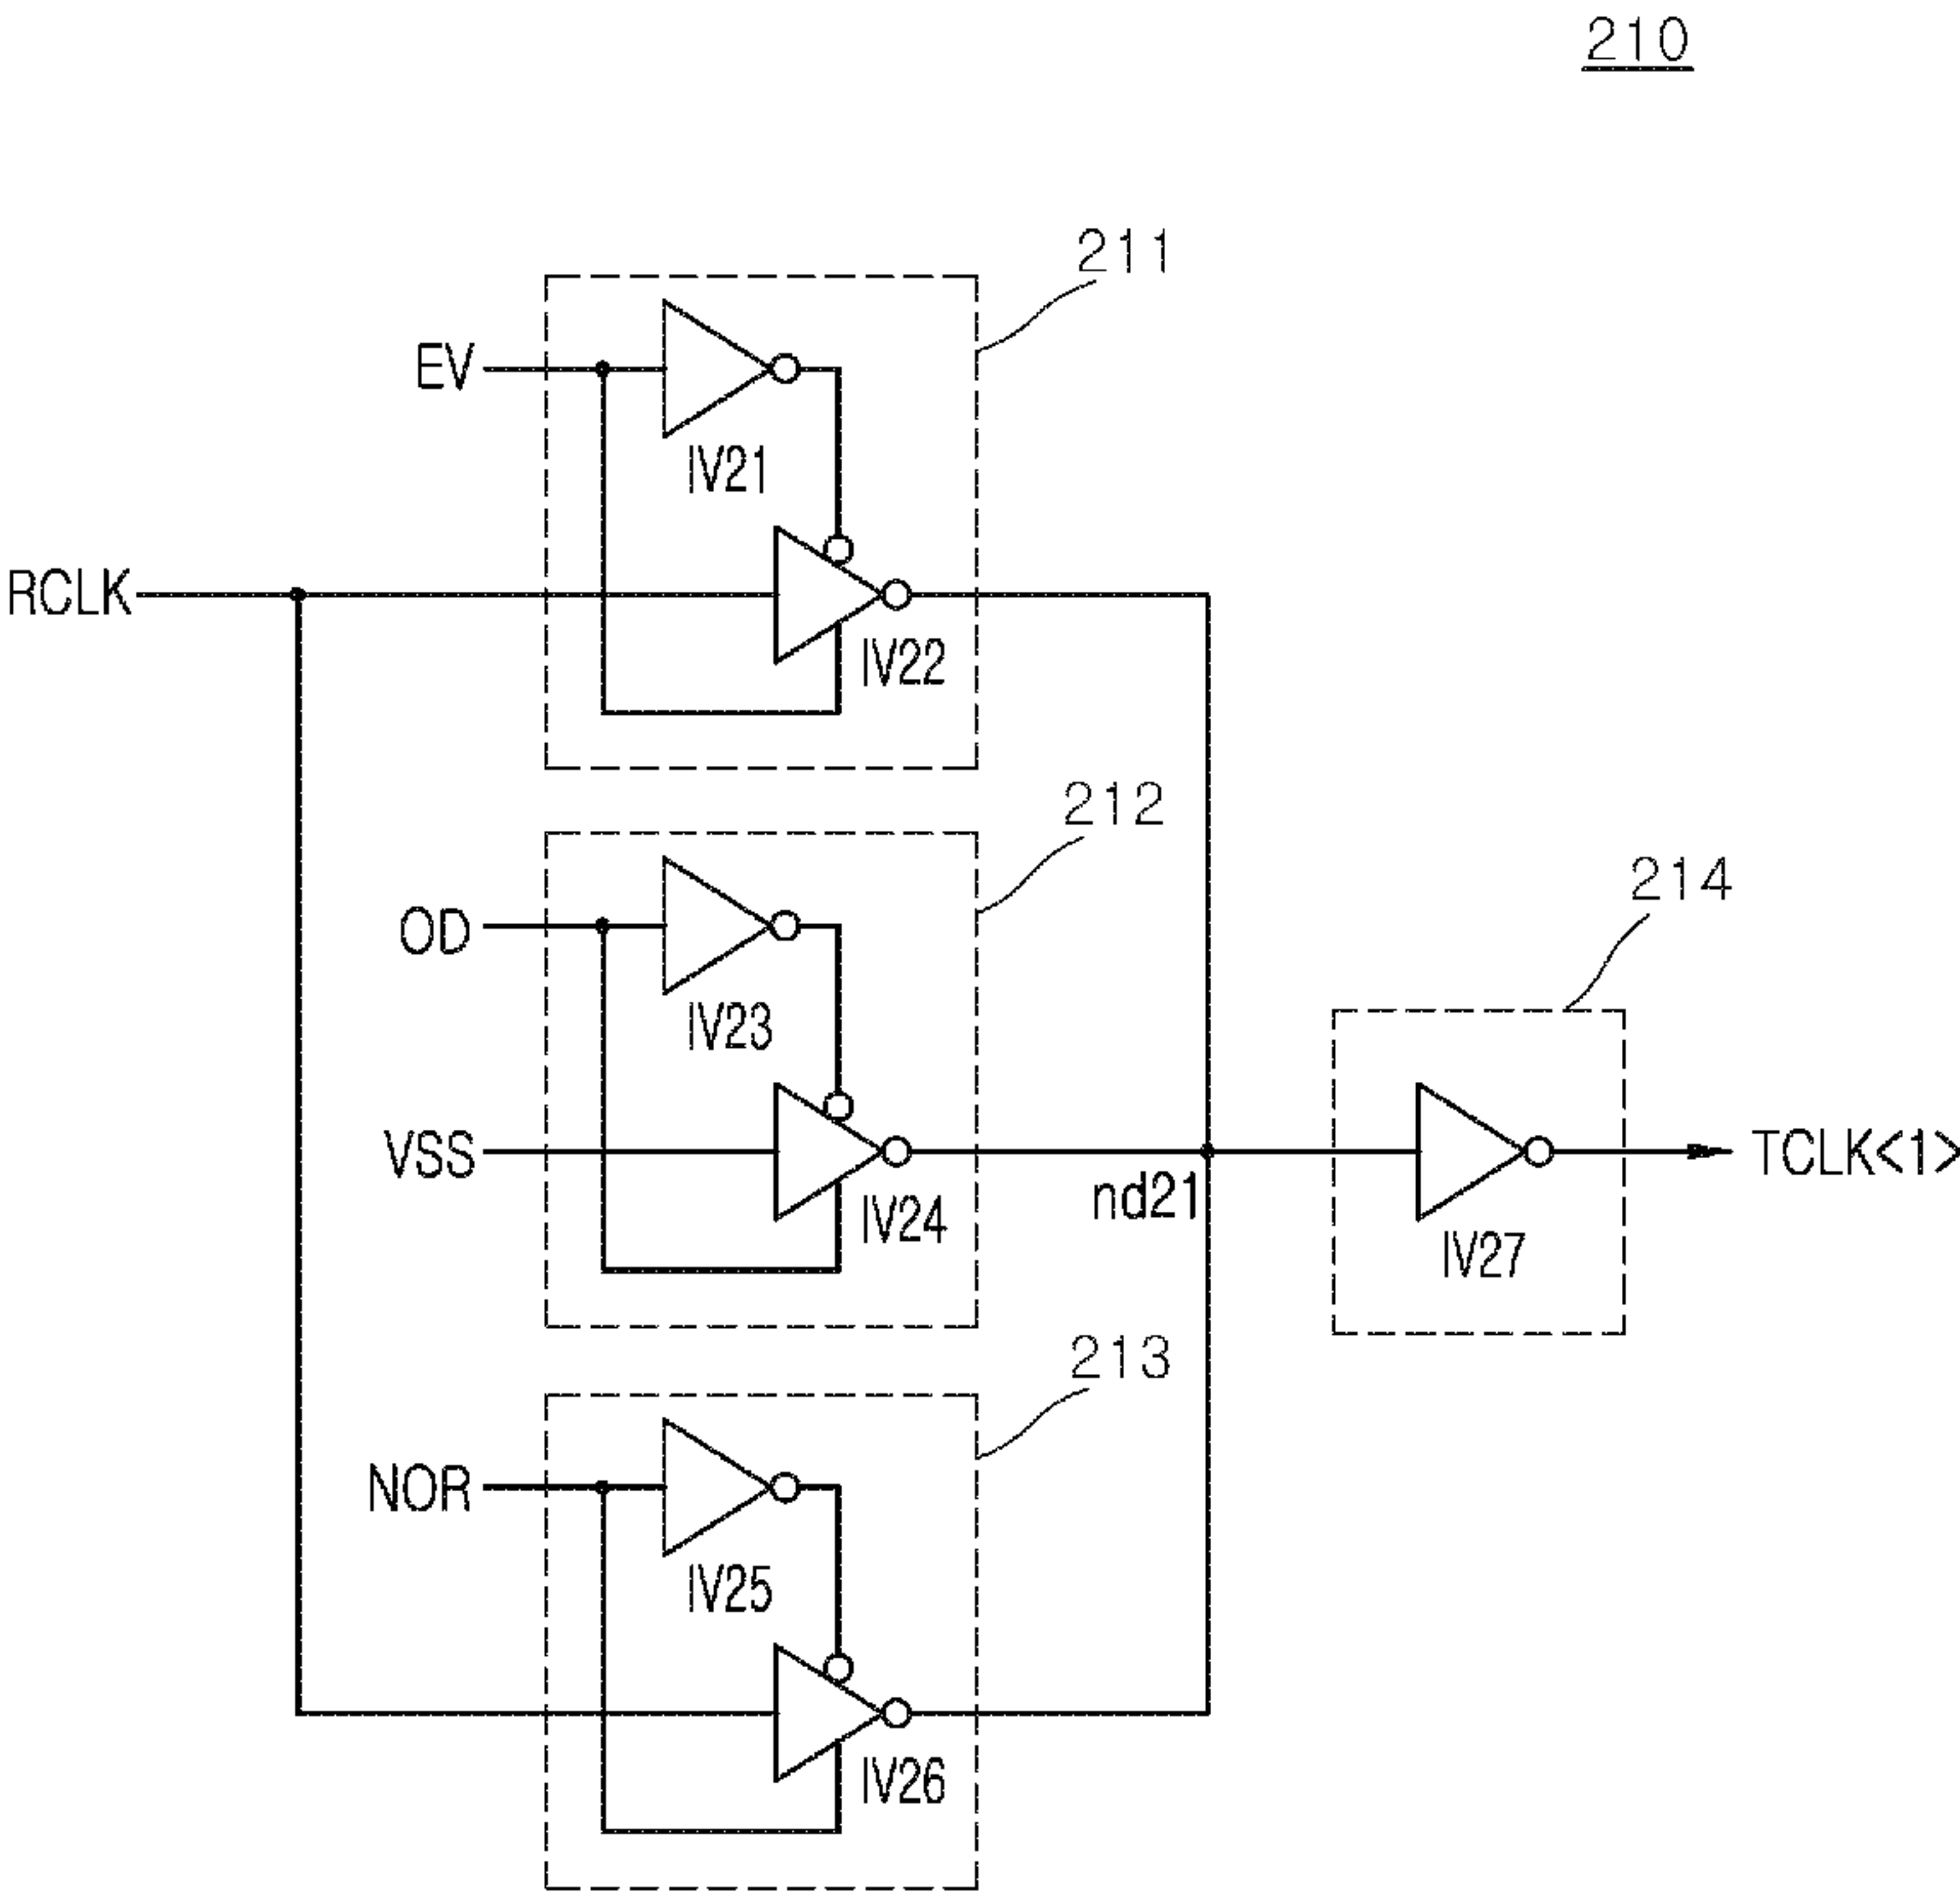 210
211
EV
IV21
RCLK
IV22
212
OD
IV23
214
VSS
IV24
nd21
TCLK<1>
IV27
213
NOR
IV25
IV26